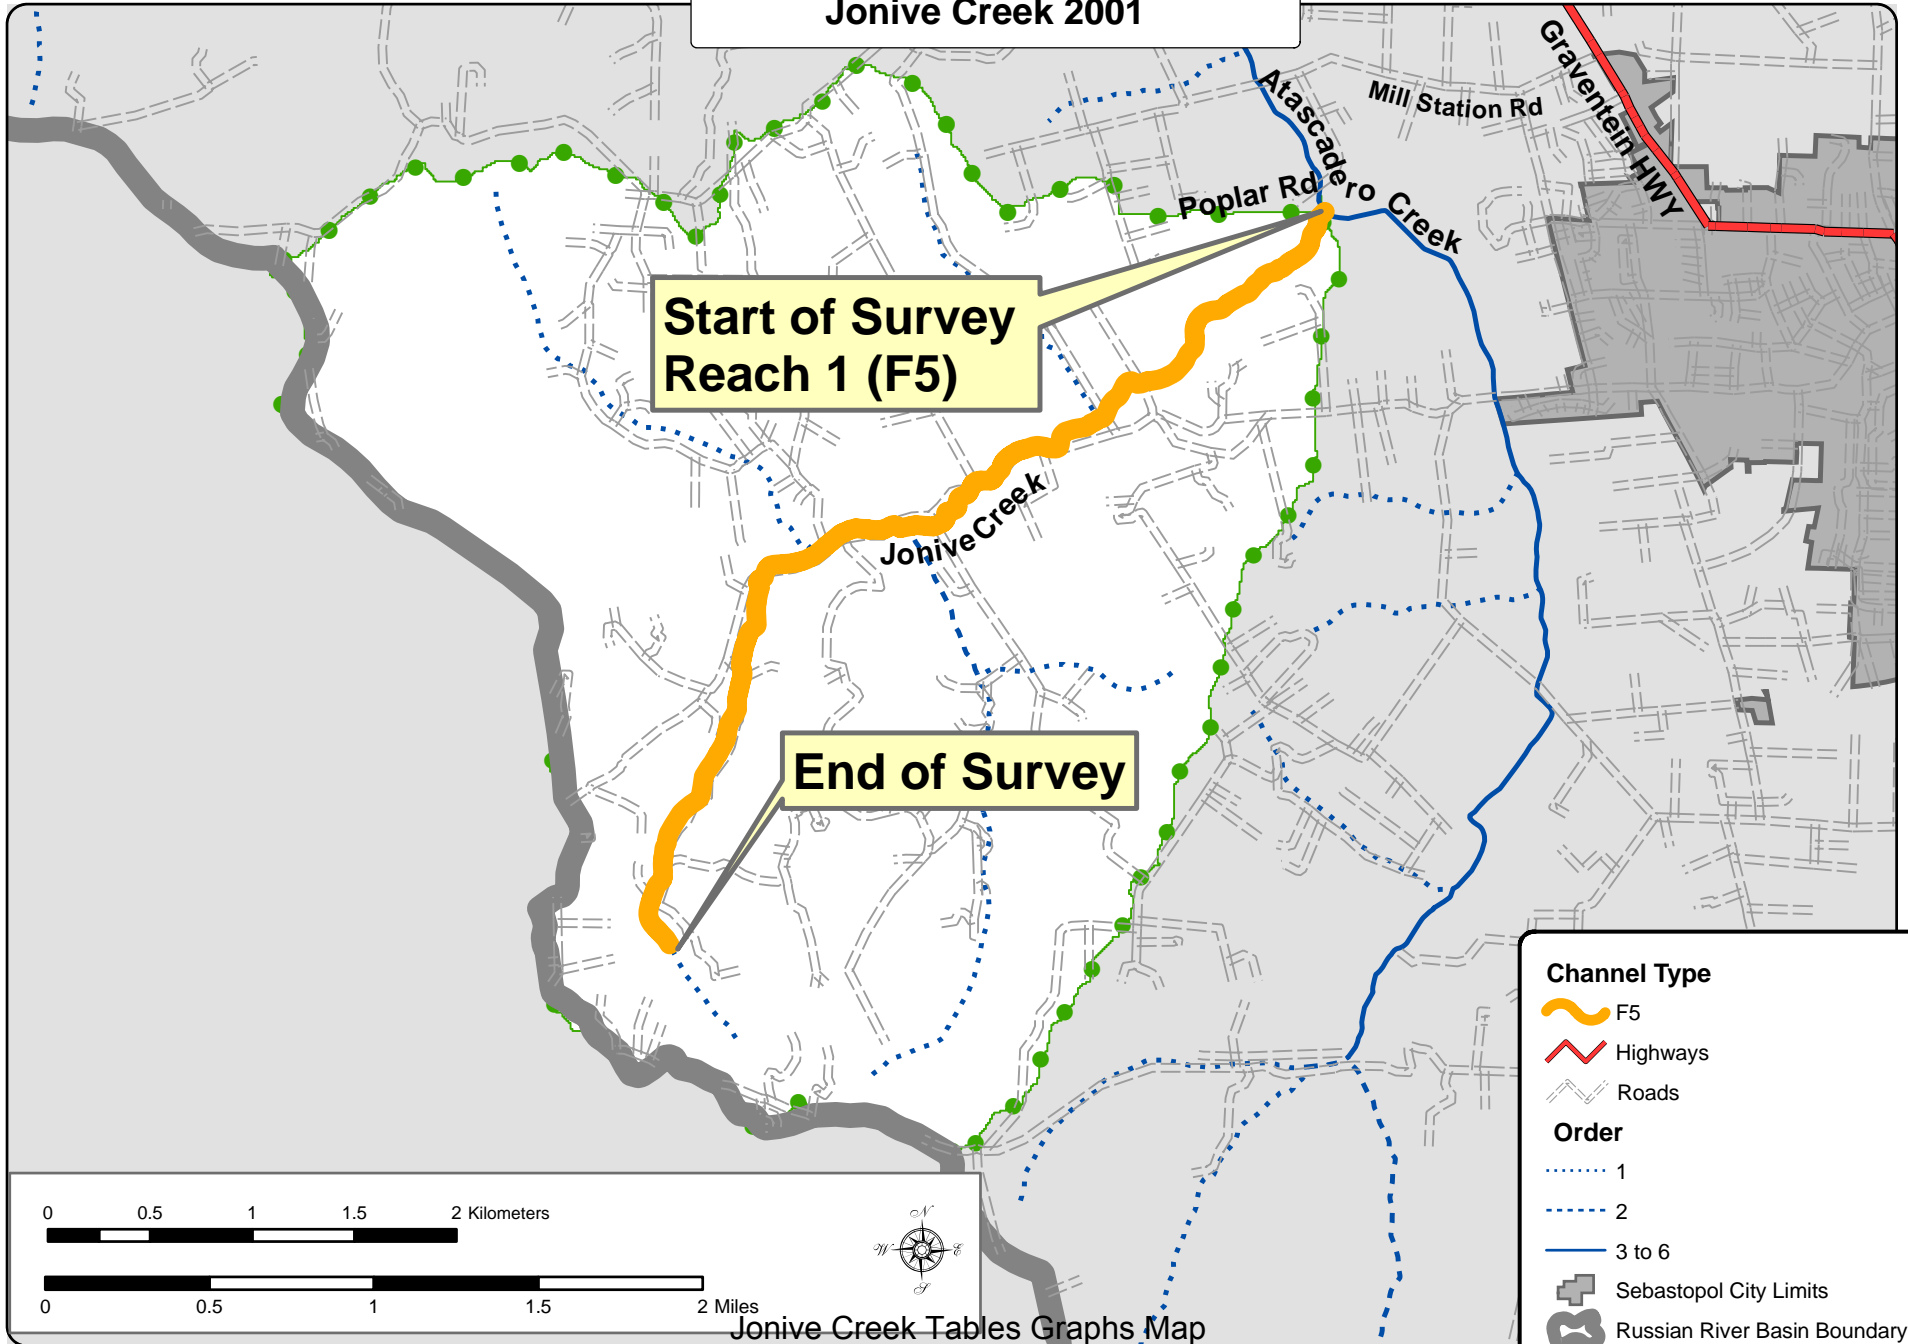 Jonive Creek 2001
Graventein HWY
Mill Station Rd
Atascadero Creek
Poplar Rd
Start of Survey
Reach 1 (F5)
Jonive Creek
End of Survey
Channel Type
F5
Highways
Roads
Order
1
2
3 to 6
Sebastopol City Limits
Russian River Basin Boundary
0 0.5 1 1.5 2 Kilometers
N
W E
S
0 0.5 1 1.5 2 Miles
Jonive Creek Tables Graphs Map